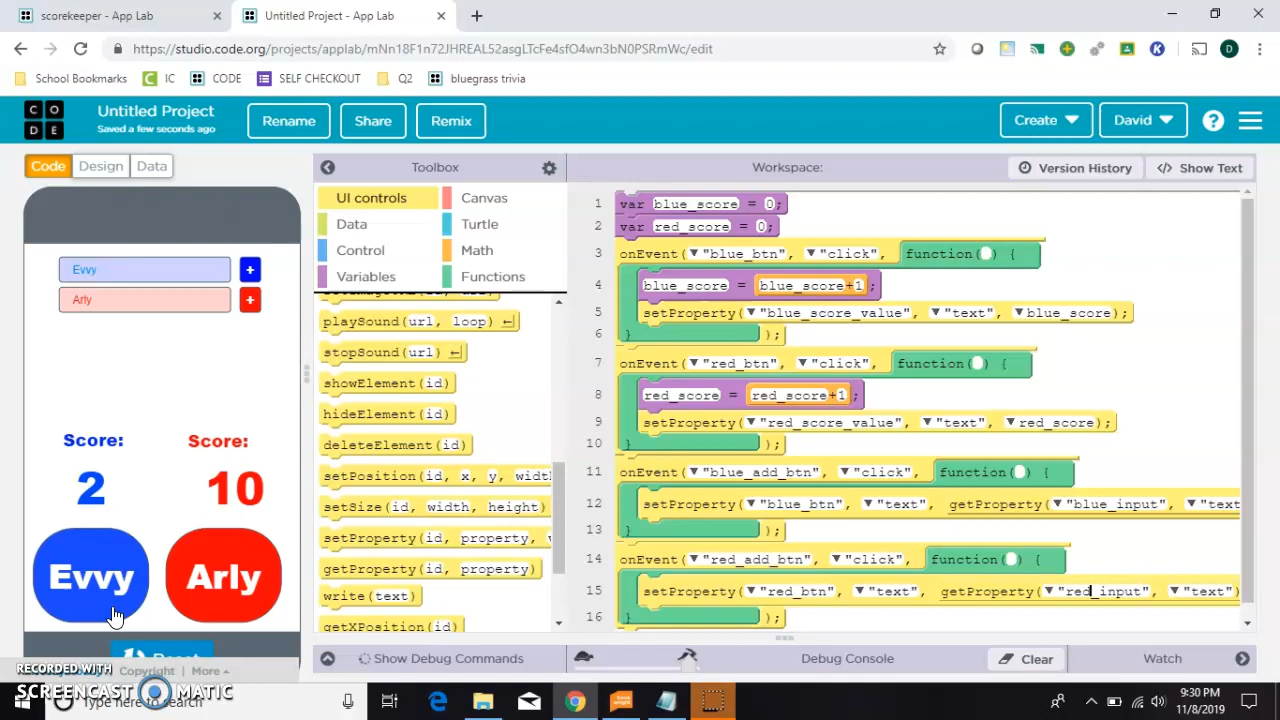 scorekeeper - App Lab
Untitled Project - App Lab
https://studio.code.org/projects/applab/mNn18F1n72JHREAL52asgLTcFe4sfO4wn3bN0PSRmWc/edit
School Bookmarks IC CODE SELF CHECKOUT Q2 bluegrass trivia
C O D E
Untitled Project
Saved a few seconds ago
Rename Share Remix Create David
Code Design Data
Toolbox
Workspace: Version History </> Show Text
UI controls Canvas
Data Turtle
Control Math
Variables Functions
playSound(url, loop)
stopSound(url)
showElement(id)
hideElement(id)
deleteElement(id)
setPosition(id, x, y, width
setSize(id, width, height)
setProperty(id, property,
getProperty(id, property)
write(text)
getXPosition(id)
Evvy +
Arly +
Score: Score:
2 10
Evvy Arly
1 var blue_score = 0;
2 var red_score = 0;
3 onEvent("blue_btn", "click", function() {
4 blue_score = blue_score+1;
5 setProperty("blue_score_value", "text", blue_score);
6 });
7 onEvent("red_btn", "click", function() {
8 red_score = red_score+1;
9 setProperty("red_score_value", "text", red_score);
10 });
11 onEvent("blue_add_btn", "click", function() {
12 setProperty("blue_btn", "text", getProperty("blue_input", "text
13 });
14 onEvent("red_add_btn", "click", function() {
15 setProperty("red_btn", "text", getProperty("red_input", "text")
16 });
Show Debug Commands Debug Console Clear Watch
Copyright More
RECORDED WITH
SCREENCAST MATIC
Type here to search
9:30 PM
11/8/2019